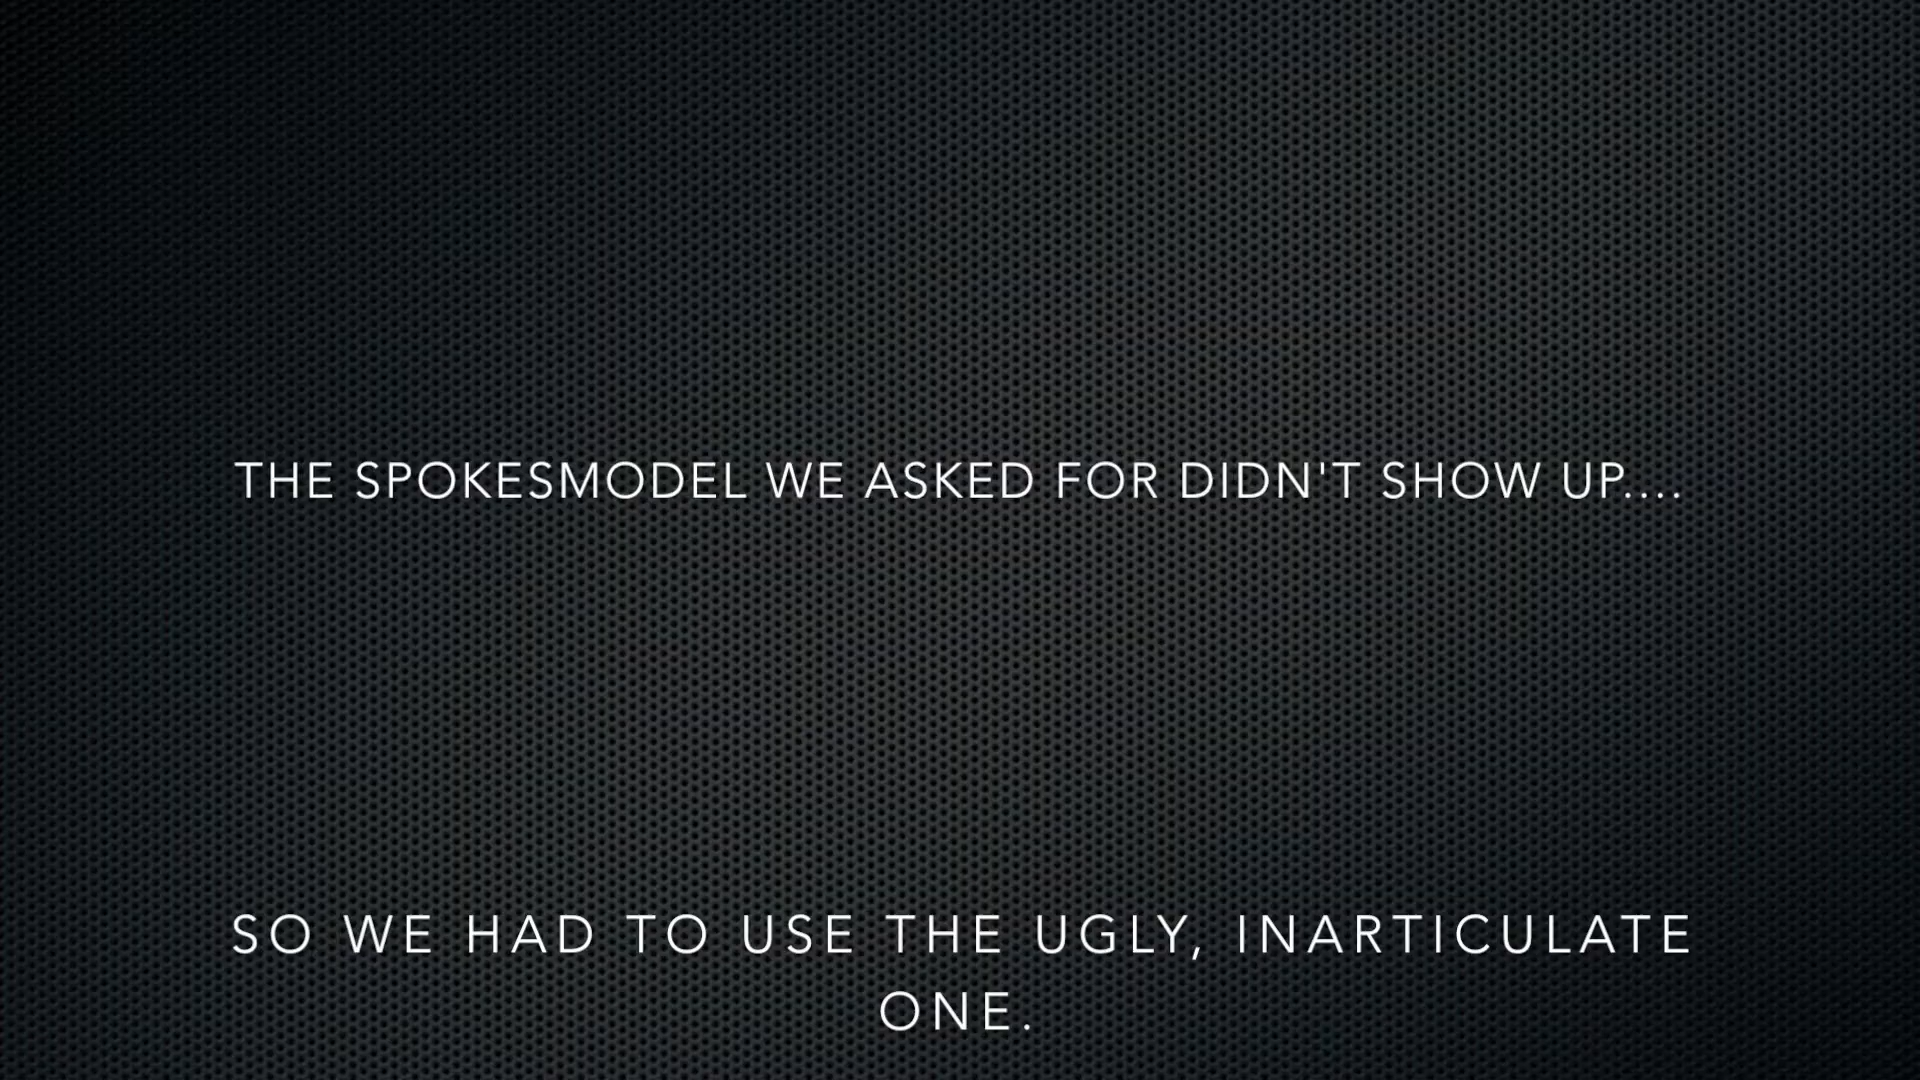 THE SPOKESMODEL WE ASKED FOR DIDN'T SHOW UP....
SO WE HAD TO USE THE UGLY, INARTICULATE
ONE.